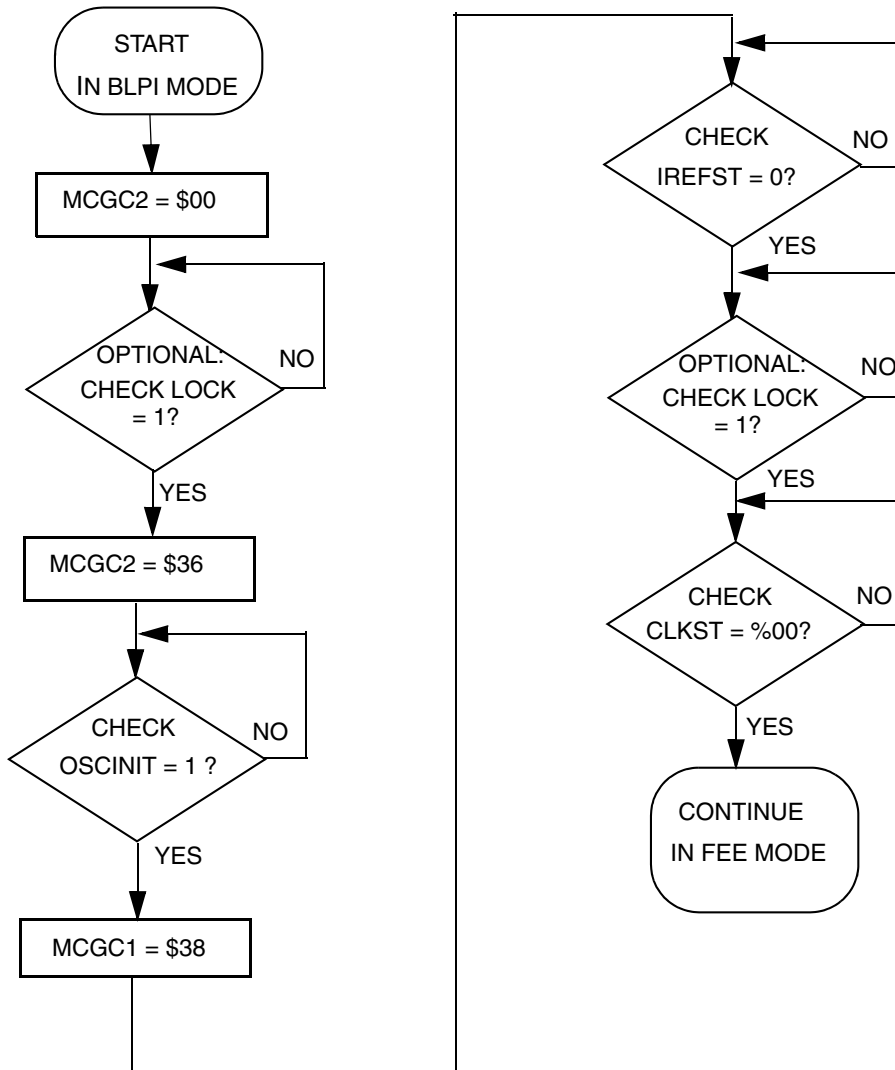 START
IN BLPI MODE
MCGC2 = $00
OPTIONAL:
CHECK LOCK
= 1?
NO
YES
MCGC2 = $36
CHECK
OSCINIT = 1 ?
NO
YES
MCGC1 = $38
CHECK
IREFST = 0?
NO
YES
OPTIONAL:
CHECK LOCK
= 1?
NO
YES
CHECK
CLKST = %00?
NO
YES
CONTINUE
IN FEE MODE